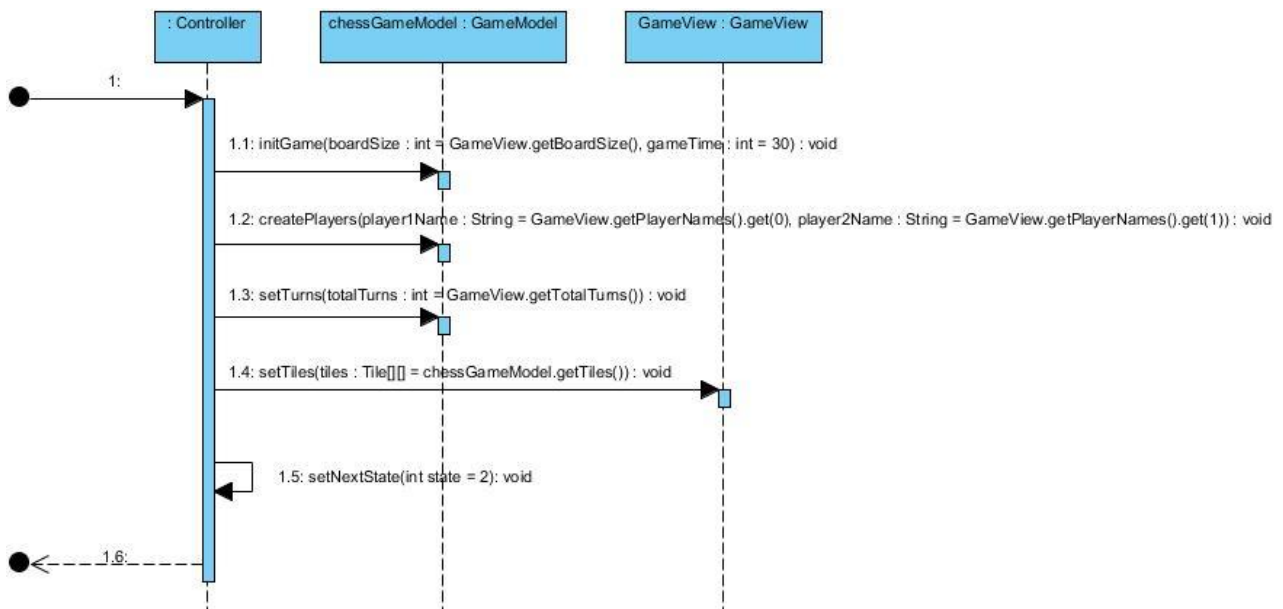 : Controller
chessGameModel : GameModel
GameView : GameView
1:
1.1: initGame(boardSize : int = GameView.getBoardSize(), gameTime : int = 30) : void
1.2: createPlayers(player1Name : String = GameView.getPlayerNames().get(0), player2Name : String = GameView.getPlayerNames().get(1)) : void
1.3: setTurns(totalTurns : int = GameView.getTotalTurns()) : void
1.4: setTiles(tiles : Tile[][] = chessGameModel.getTiles()) : void
1.5: setNextState(int state = 2): void
1.6: